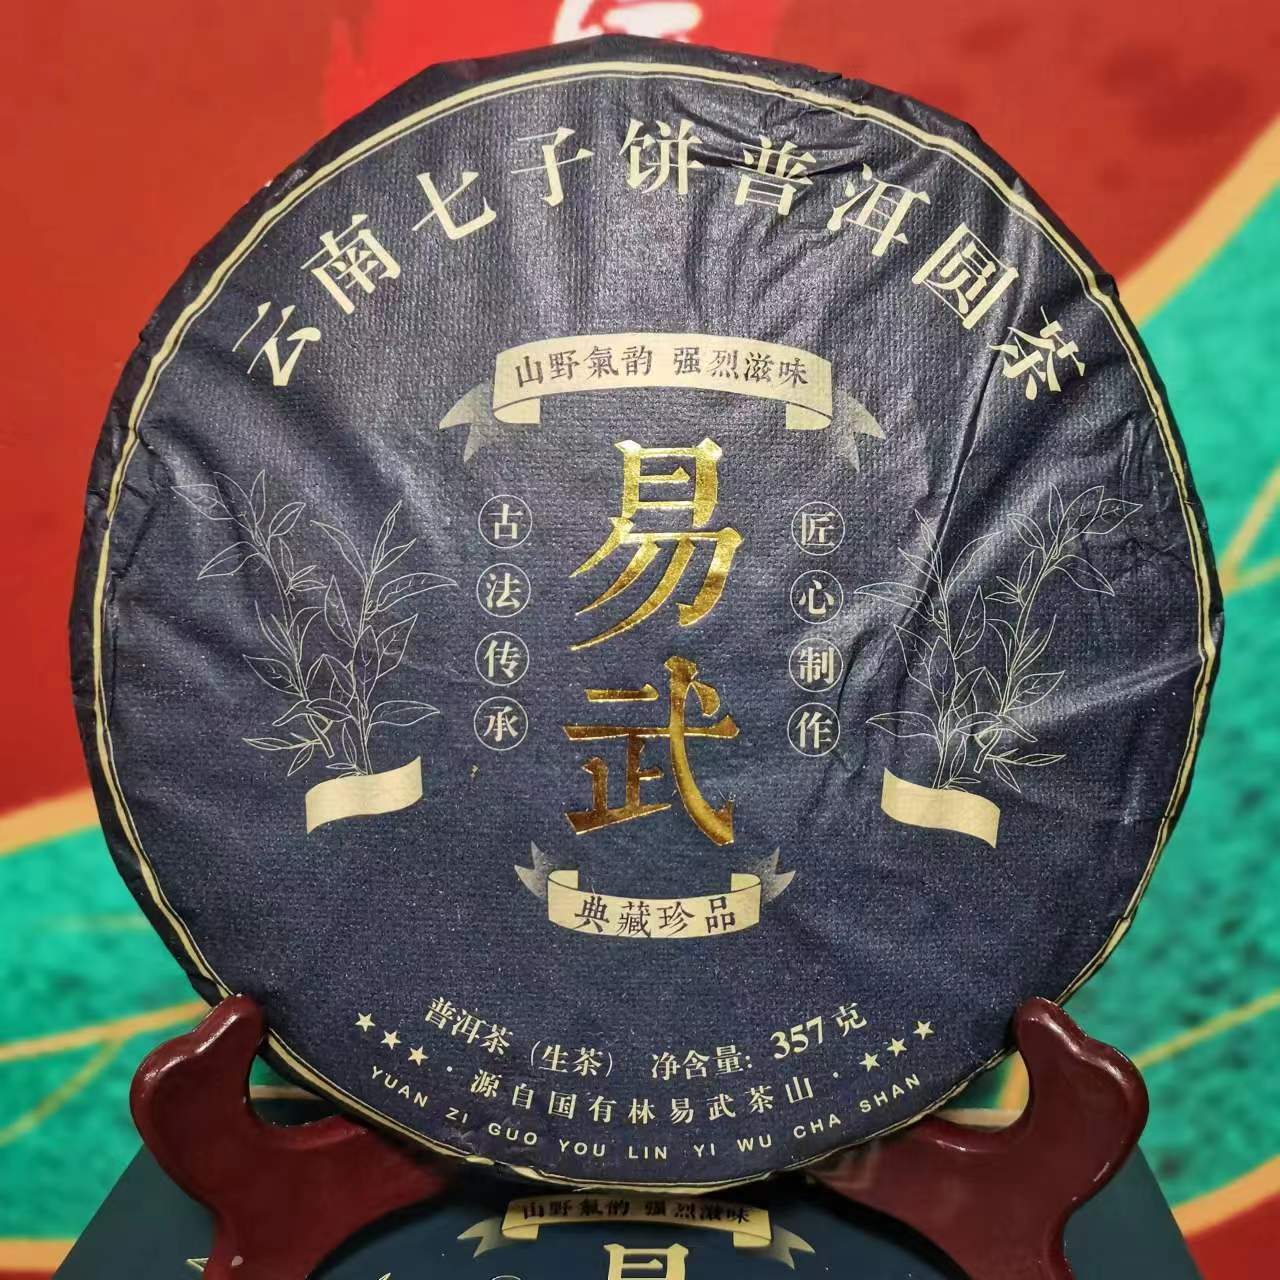 云南七子饼普洱圆茶
山野氣韵 强烈滋味
易武
古法传承
匠心制作
典藏珍品
普洱茶（生茶） 净含量: 357克
★★★·源自国有林易武茶山·★★★
YUAN ZI GUO YOU LIN YI WU CHA SHAN
山野氣韵 强烈滋味
易